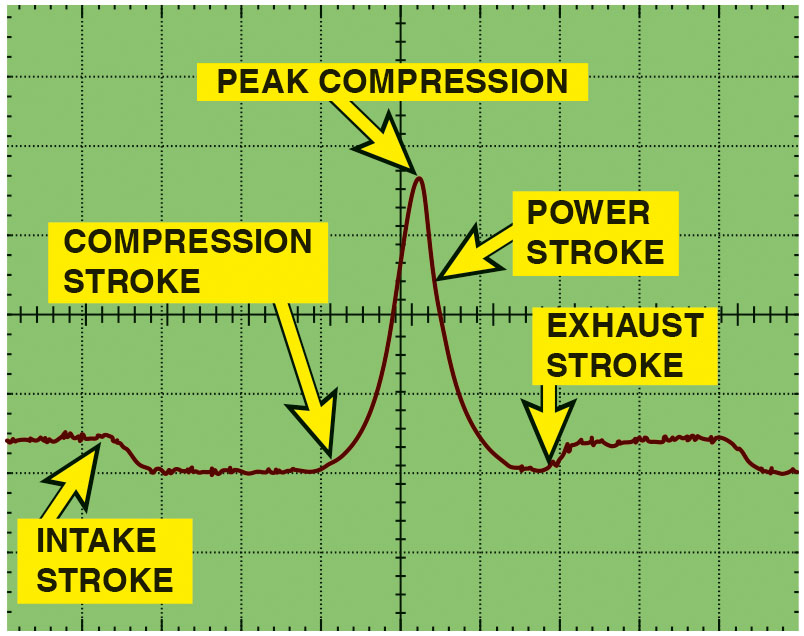 PEAK COMPRESSION
POWER
STROKE
COMPRESSION
STROKE
EXHAUST
STROKE
INTAKE
STROKE